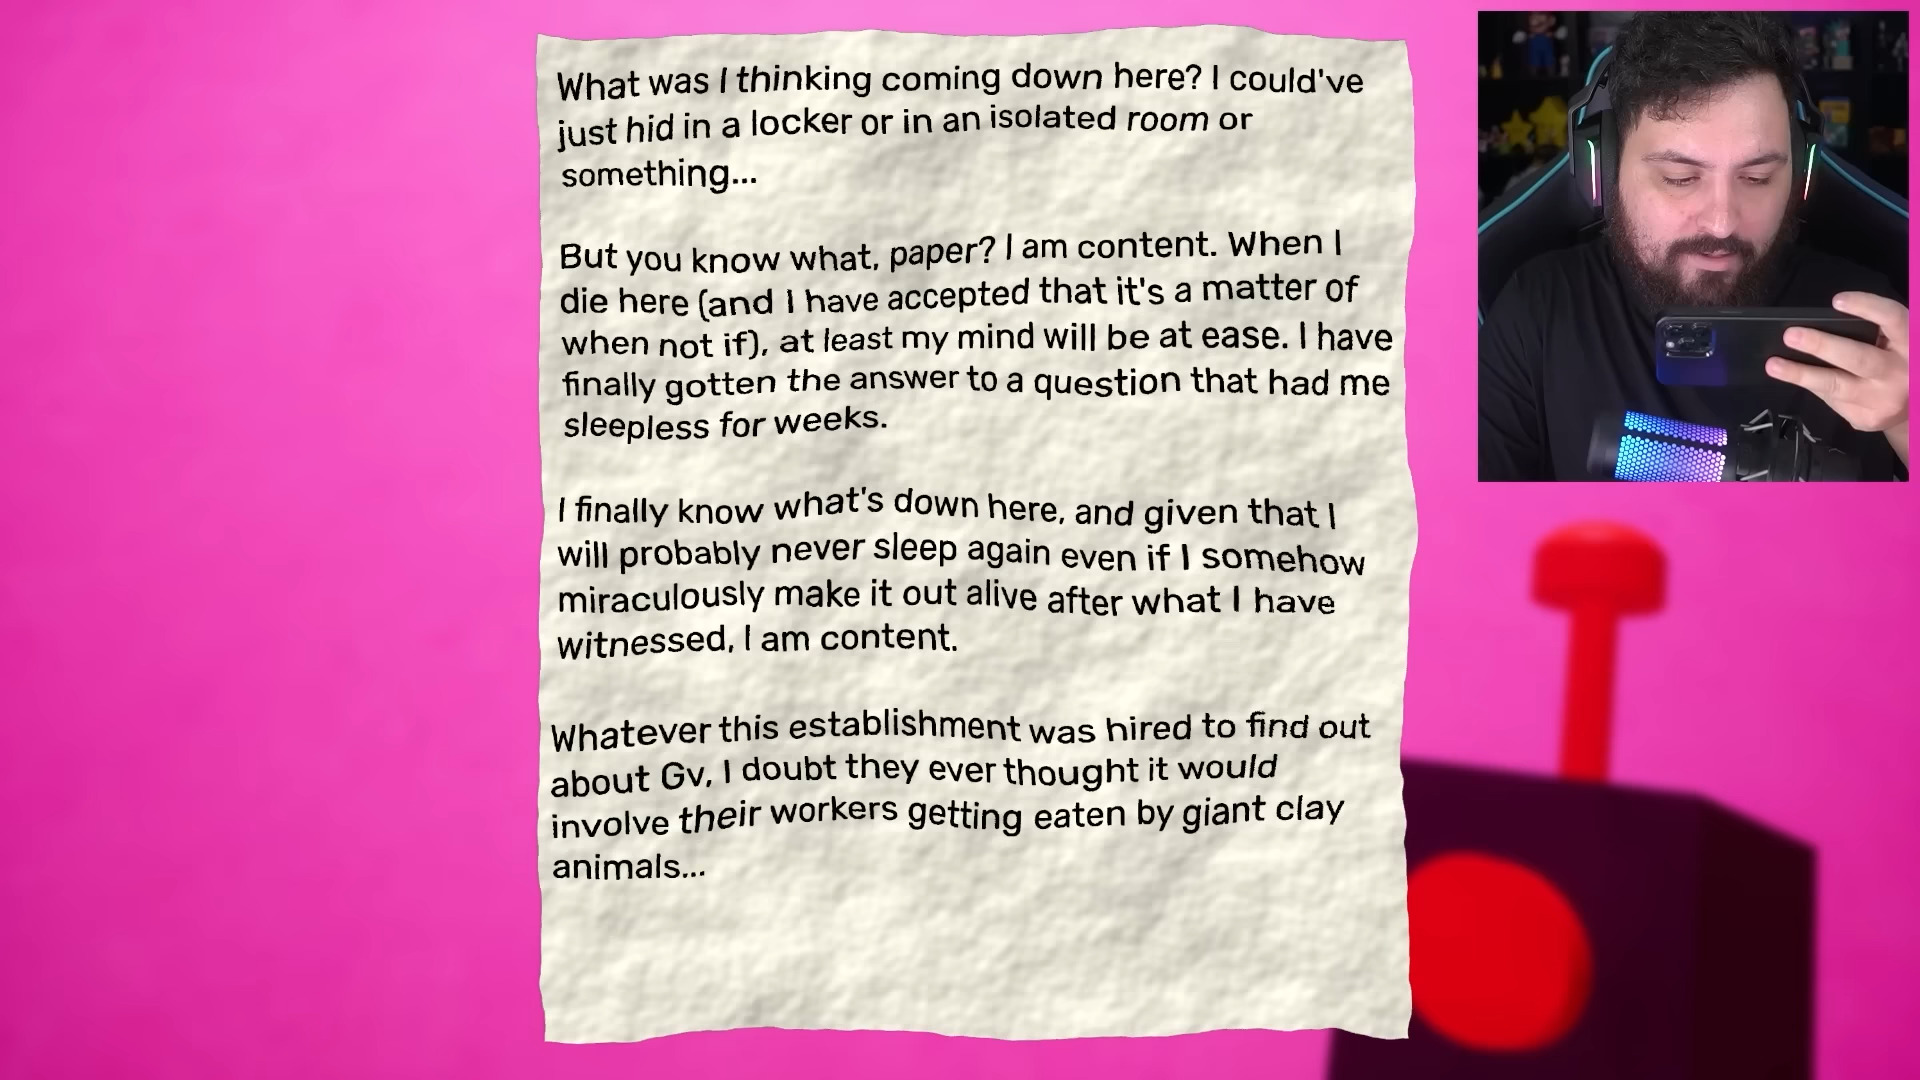 What was I thinking coming down here? I could've
just hid in a locker or in an isolated room or
something...
But you know what, paper? I am content. When I
die here (and I have accepted that it's a matter of
when not if), at least my mind will be at ease. I have
finally gotten the answer to a question that had me
sleepless for weeks.
I finally know what's down here, and given that I
will probably never sleep again even if I somehow
miraculously make it out alive after what I have
witnessed, I am content.
Whatever this establishment was hired to find out
about Gv, I doubt they ever thought it would
involve their workers getting eaten by giant clay
animals...